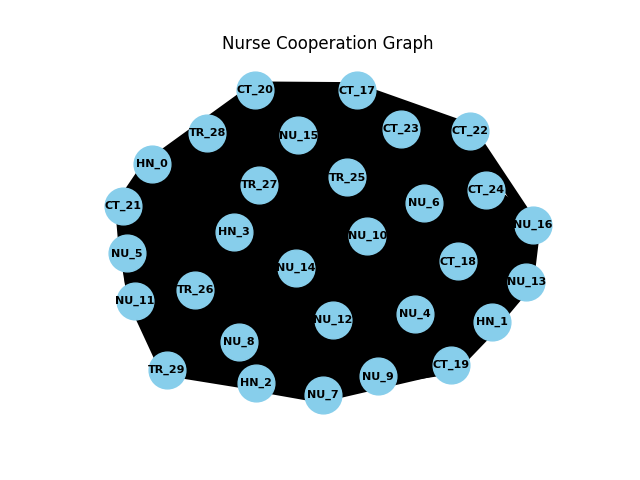 Nurse Cooperation Graph
CT_20
CT_17
TR_28
NU_15
CT_23
CT_22
HN_0
TR_27
TR_25
CT_24
CT_21
NU_6
NU_16
HN_3
NU_10
NU_5
NU_14
CT_18
NU_13
TR_26
NU_11
NU_12
NU_4
HN_1
NU_8
TR_29
CT_19
HN_2
NU_9
NU_7